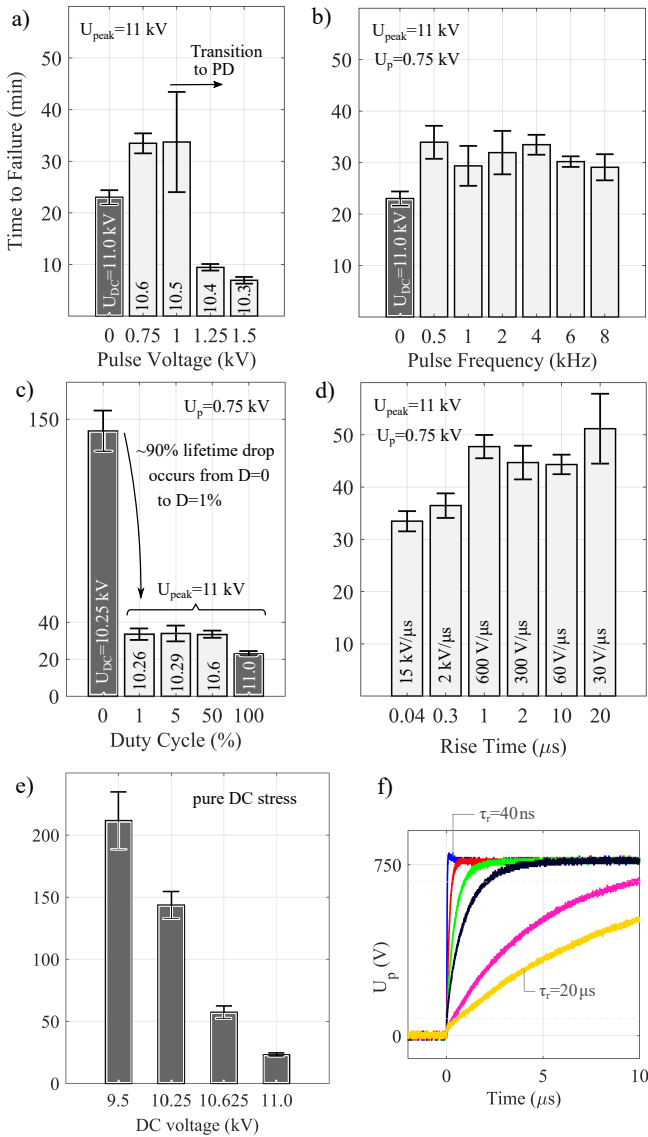 a)
U_peak=11 kV
Transition
to PD
Time to Failure (min)
50
40
30
20
10
U_DC=11.0 kV
10.6
10.5
10.4
10.3
0 0.75 1 1.25 1.5
Pulse Voltage (kV)
b)
U_peak=11 kV
U_p=0.75 kV
50
40
30
20
10
U_DC=11.0 kV
0 0.5 1 2 4 6 8
Pulse Frequency (kHz)
c)
U_p=0.75 kV
150
~90% lifetime drop
occurs from D=0
to D=1%
U_peak=11 kV
40
20
0
U_DC=10.25 kV
10.26
10.29
10.6
11.0
0 1 5 50 100
Duty Cycle (%)
d)
U_peak=11 kV
U_p=0.75 kV
50
40
30
20
10
15 kV/μs
2 kV/μs
600 V/μs
300 V/μs
60 V/μs
30 V/μs
0.04 0.3 1 2 10 20
Rise Time (μs)
e)
pure DC stress
200
150
100
50
0
9.5 10.25 10.625 11.0
DC voltage (kV)
f)
τ_r=40ns
750
U_p (V)
τ_r=20μs
0
0 5 10
Time (μs)